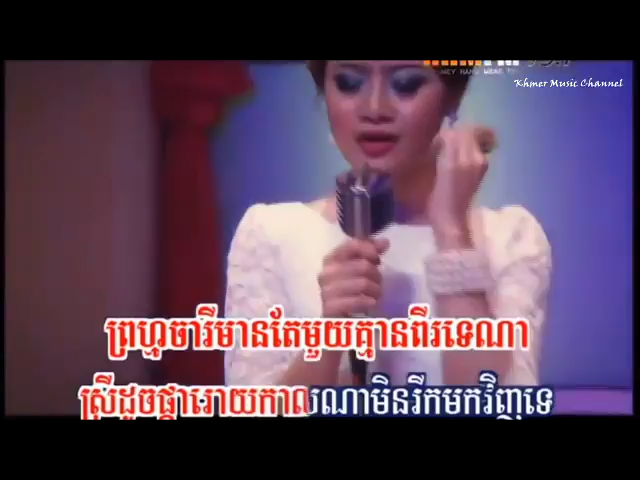 Khmer Music Channel
ព្រហ្មចារីមានតែមួយគ្មានពីរទេណា
ស្រីដូចផ្ការោយកាលណាមិនរីកមកវិញទេ